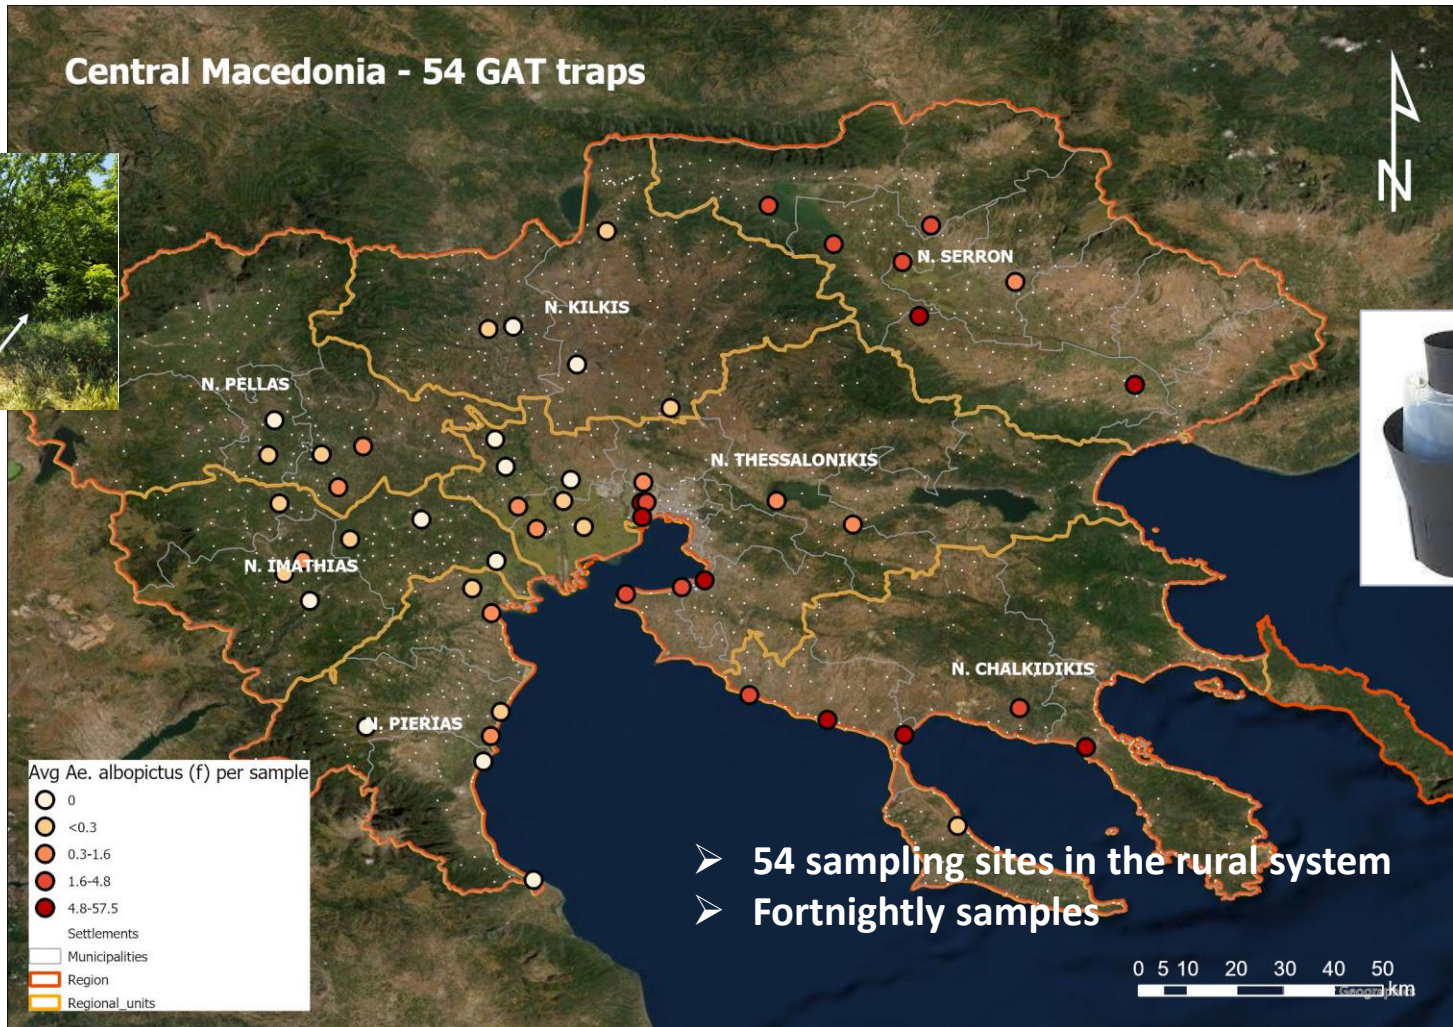 Central Macedonia - 54 GAT traps
N
N. SERRON
N. KILKIS
N. PELLAS
N. THESSALONIKIS
N. IMATHIAS
N. CHALKIDIKIS
N. PIERIAS
Avg Ae. albopictus (f) per sample
0
<0.3
0.3-1.6
1.6-4.8
4.8-57.5
Settlements
Municipalities
Region
Regional_units
➢ 54 sampling sites in the rural system
➢ Fortnightly samples
0 5 10 20 30 40 50
km